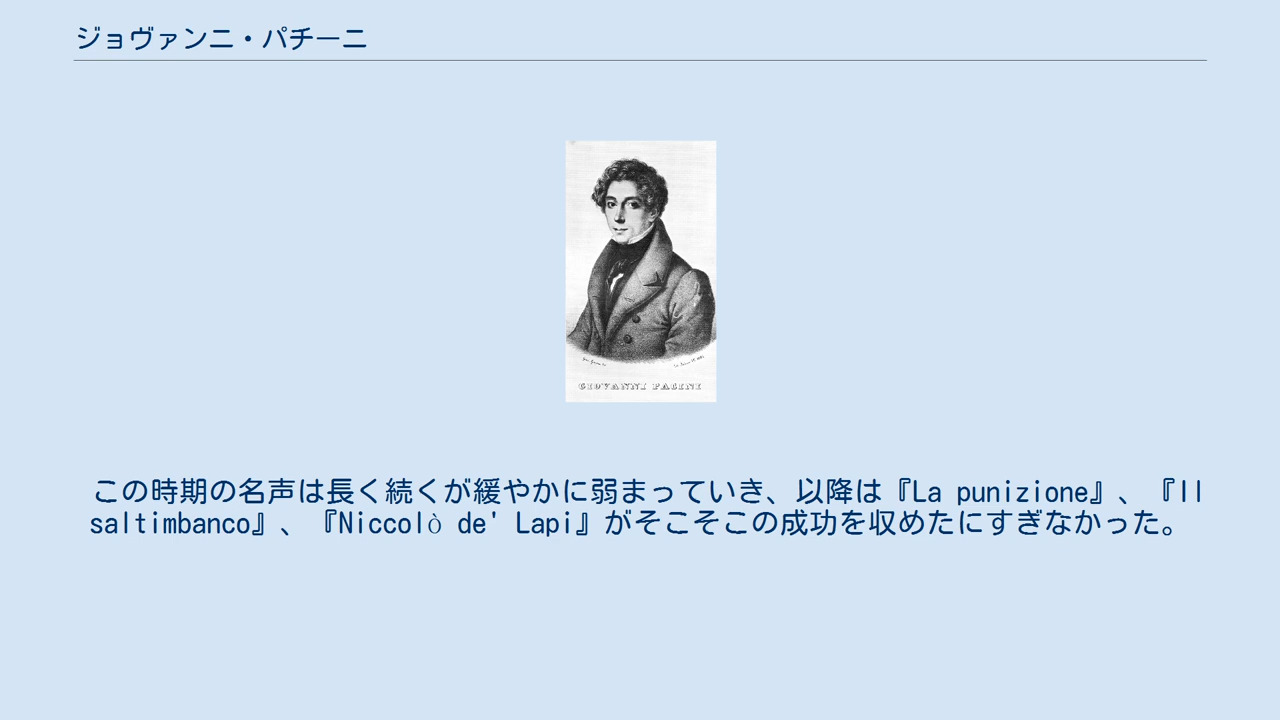 ジョヴァンニ・パチーニ
GIOVANNI PACINI
この時期の名声は長く続くが緩やかに弱まっていき、以降は『La punizione』、『Il
saltimbanco』、『Niccolò de' Lapi』がそこそこの成功を収めたにすぎなかった。